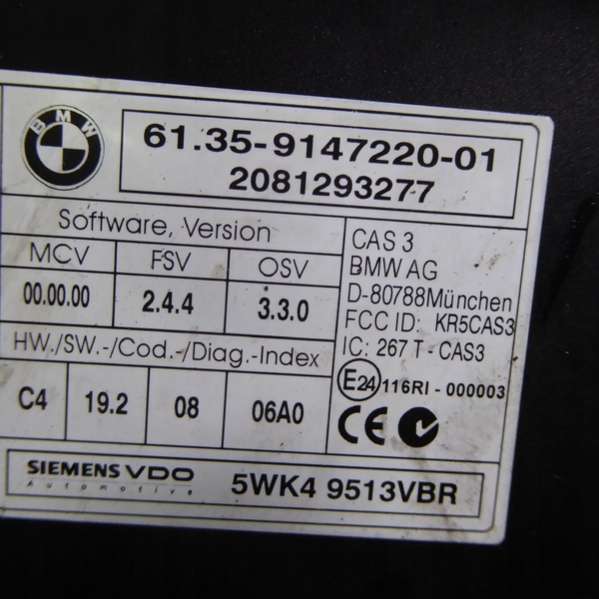 BMW
61.35-9147220-01
2081293277
Software, Version
MCV FSV OSV
00.00.00 2.4.4 3.3.0
HW./SW.-/Cod.-/Diag.-Index
C4 19.2 08 06A0
CAS 3
BMW AG
D-80788München
FCC ID: KR5CAS3
IC: 267 T - CAS3
E24 116RI - 000003
CE
SIEMENS VDO
Automotive
5WK4 9513VBR